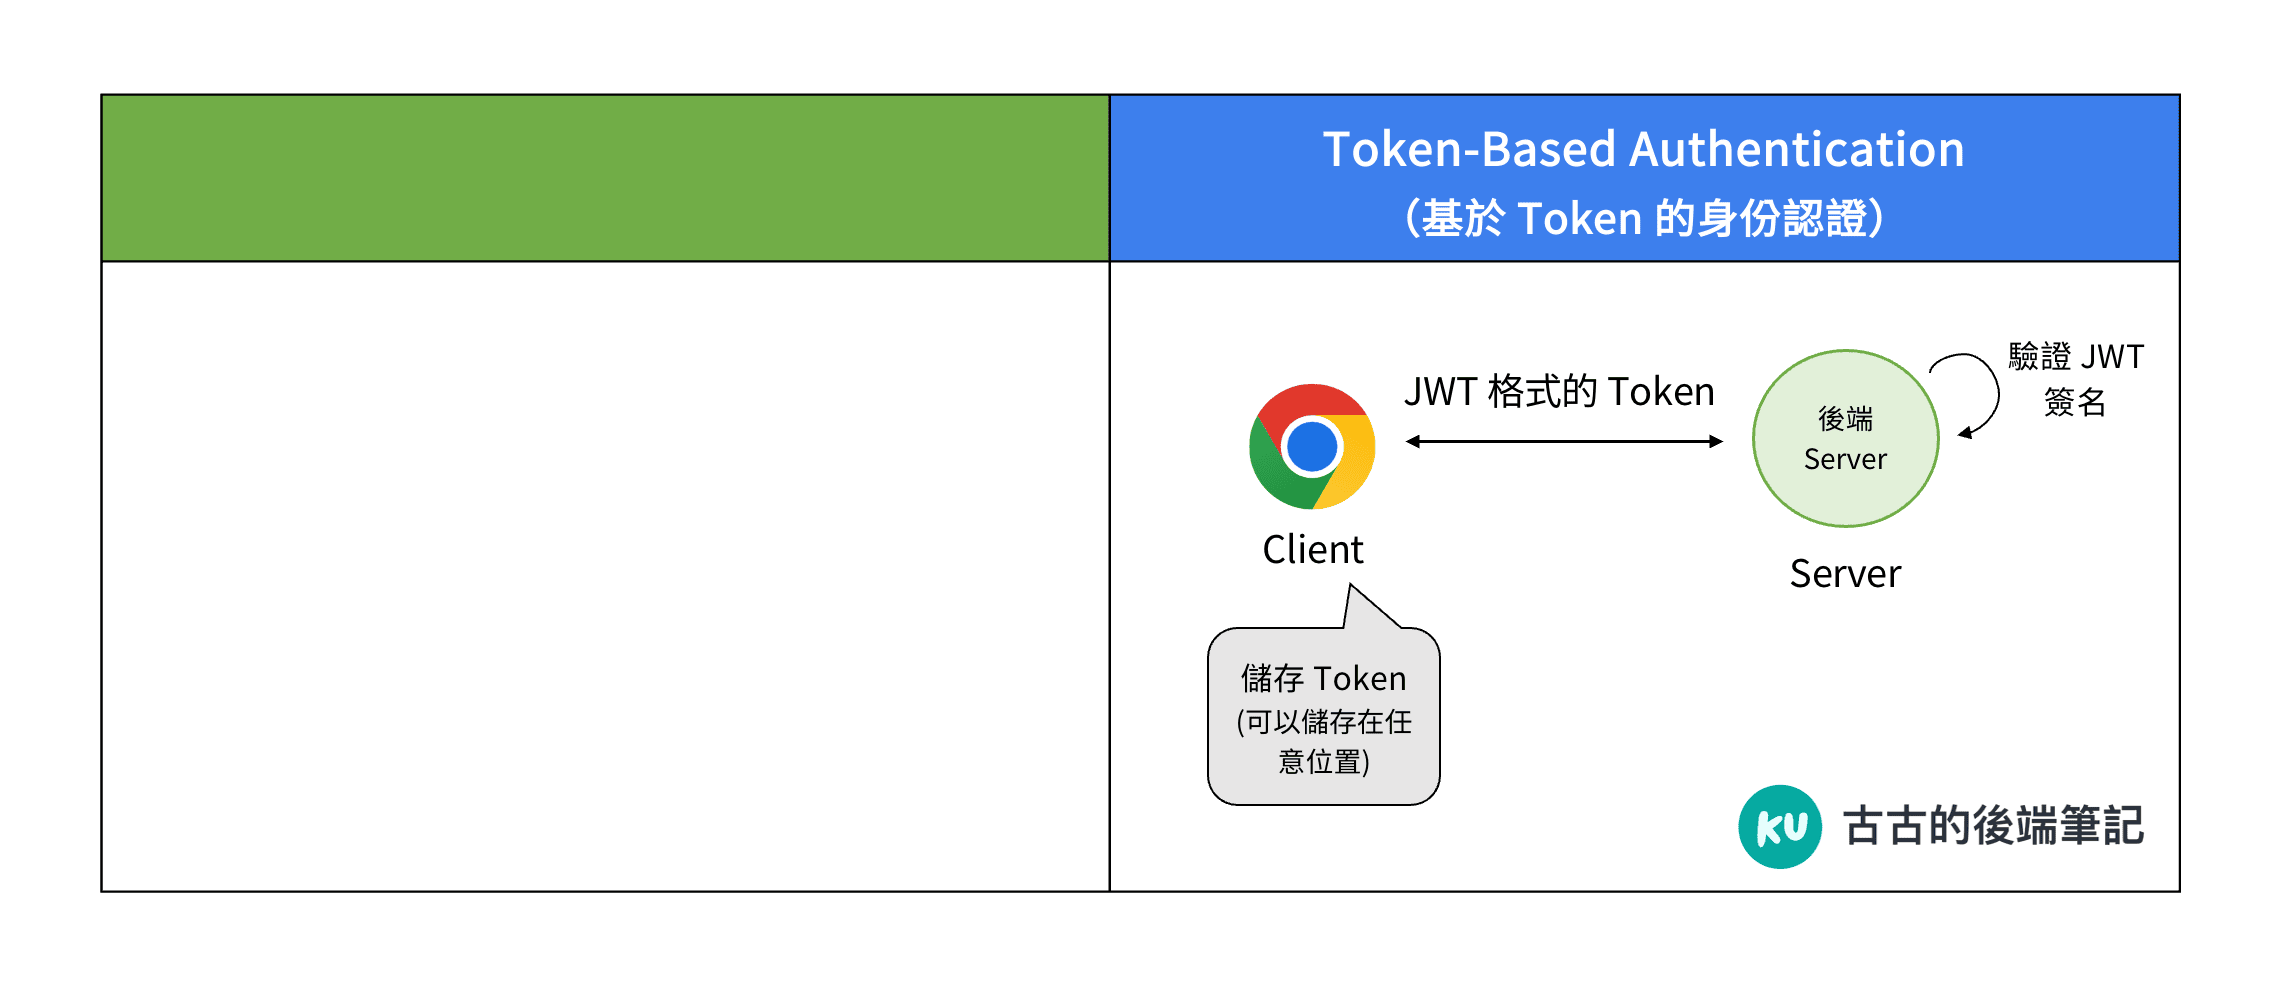 Token-Based Authentication
（基於 Token 的身份認證）
JWT 格式的 Token
驗證 JWT
簽名
後端
Server
Client
Server
儲存 Token
(可以儲存在任
意位置)
KU 古古的後端筆記